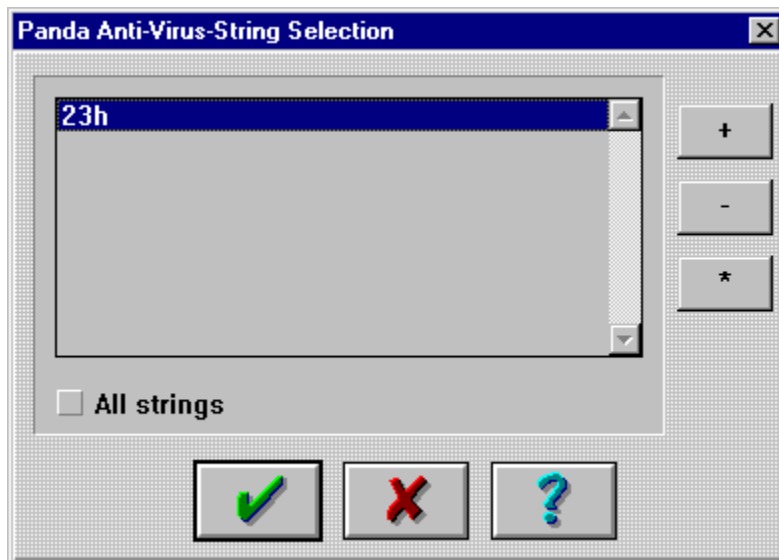 Panda Anti-Virus-String Selection
23h
+
-
*
All strings
?